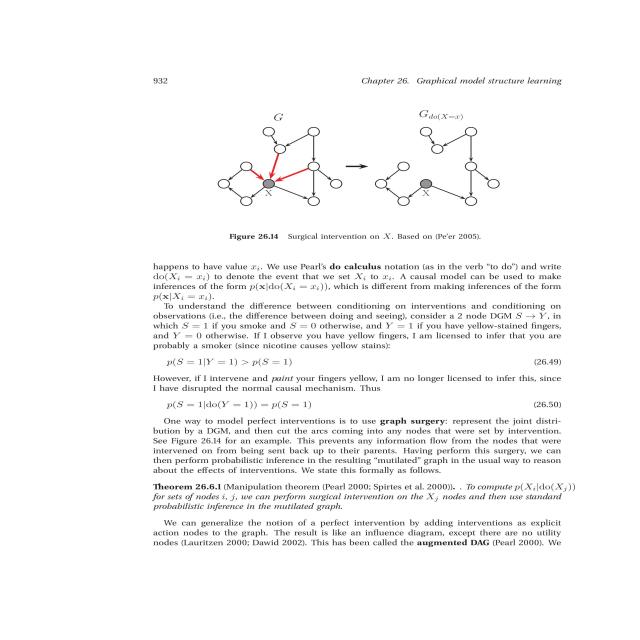 932
Chapter 26. Graphical model structure learning
G
G_{do(X=x)}
X
X
Figure 26.14 Surgical intervention on X. Based on (Pe'er 2005).
happens to have value x_i. We use Pearl's do calculus notation (as in the verb "to do") and write
do(X_i = x_i) to denote the event that we set X_i to x_i. A causal model can be used to make
inferences of the form p(x|do(X_i = x_i)), which is different from making inferences of the form
p(x|X_i = x_i).
To understand the difference between conditioning on interventions and conditioning on
observations (i.e., the difference between doing and seeing), consider a 2 node DGM S → Y, in
which S = 1 if you smoke and S = 0 otherwise, and Y = 1 if you have yellow-stained fingers,
and Y = 0 otherwise. If I observe you have yellow fingers, I am licensed to infer that you are
probably a smoker (since nicotine causes yellow stains):
p(S = 1|Y = 1) > p(S = 1) (26.49)
However, if I intervene and paint your fingers yellow, I am no longer licensed to infer this, since
I have disrupted the normal causal mechanism. Thus
p(S = 1|do(Y = 1)) = p(S = 1) (26.50)
One way to model perfect interventions is to use graph surgery: represent the joint distri-
bution by a DGM, and then cut the arcs coming into any nodes that were set by intervention.
See Figure 26.14 for an example. This prevents any information flow from the nodes that were
intervened on from being sent back up to their parents. Having perform this surgery, we can
then perform probabilistic inference in the resulting "mutilated" graph in the usual way to reason
about the effects of interventions. We state this formally as follows.
Theorem 26.6.1 (Manipulation theorem (Pearl 2000; Spirtes et al. 2000)). . To compute p(X_i|do(X_j))
for sets of nodes i, j, we can perform surgical intervention on the X_j nodes and then use standard
probabilistic inference in the mutilated graph.
We can generalize the notion of a perfect intervention by adding interventions as explicit
action nodes to the graph. The result is like an influence diagram, except there are no utility
nodes (Lauritzen 2000; Dawid 2002). This has been called the augmented DAG (Pearl 2000). We